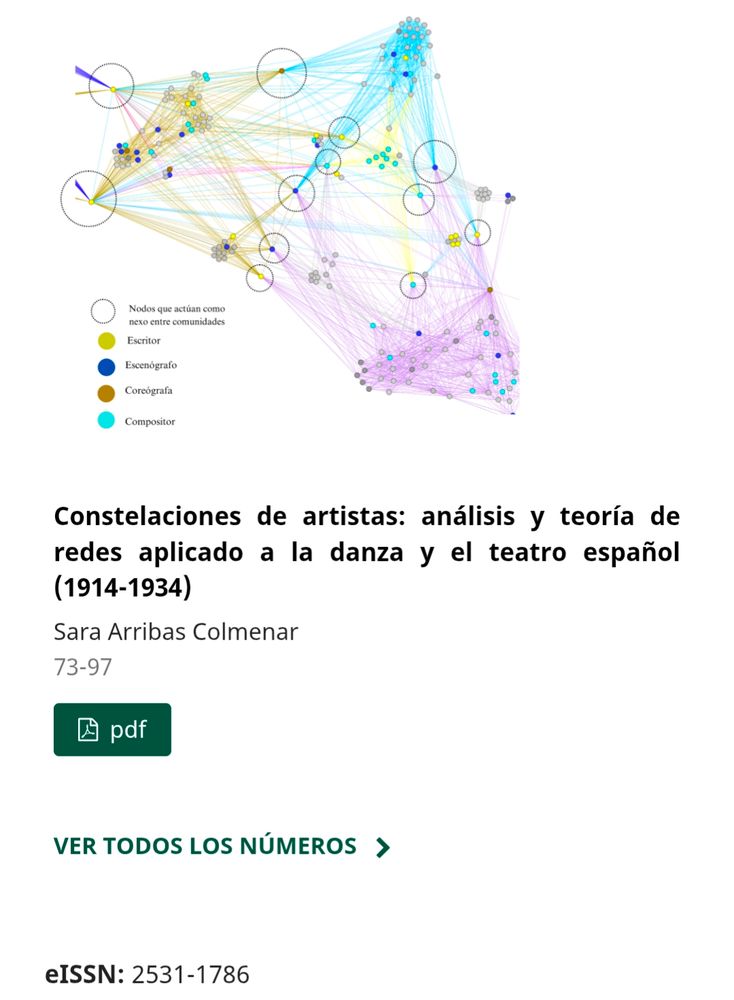 Nodos que actúan como
nexo entre comunidades
Escritor
Escenógrafo
Coreógrafa
Compositor
Constelaciones de artistas: análisis y teoría de
redes aplicado a la danza y el teatro español
(1914-1934)
Sara Arribas Colmenar
73-97
pdf
VER TODOS LOS NÚMEROS
eISSN: 2531-1786